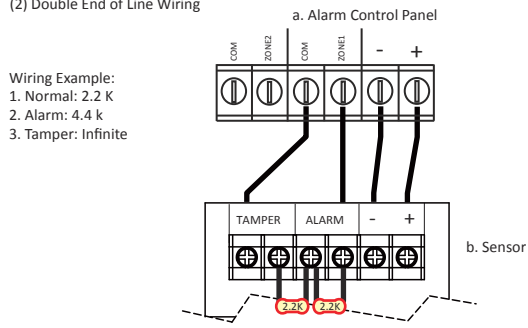 (2) Double End of Line Wiring
a. Alarm Control Panel
COM ZONE2 COM ZONE1 - +
Wiring Example:
1. Normal: 2.2 K
2. Alarm: 4.4 k
3. Tamper: Infinite
TAMPER ALARM - +
b. Sensor
2.2K 2.2K